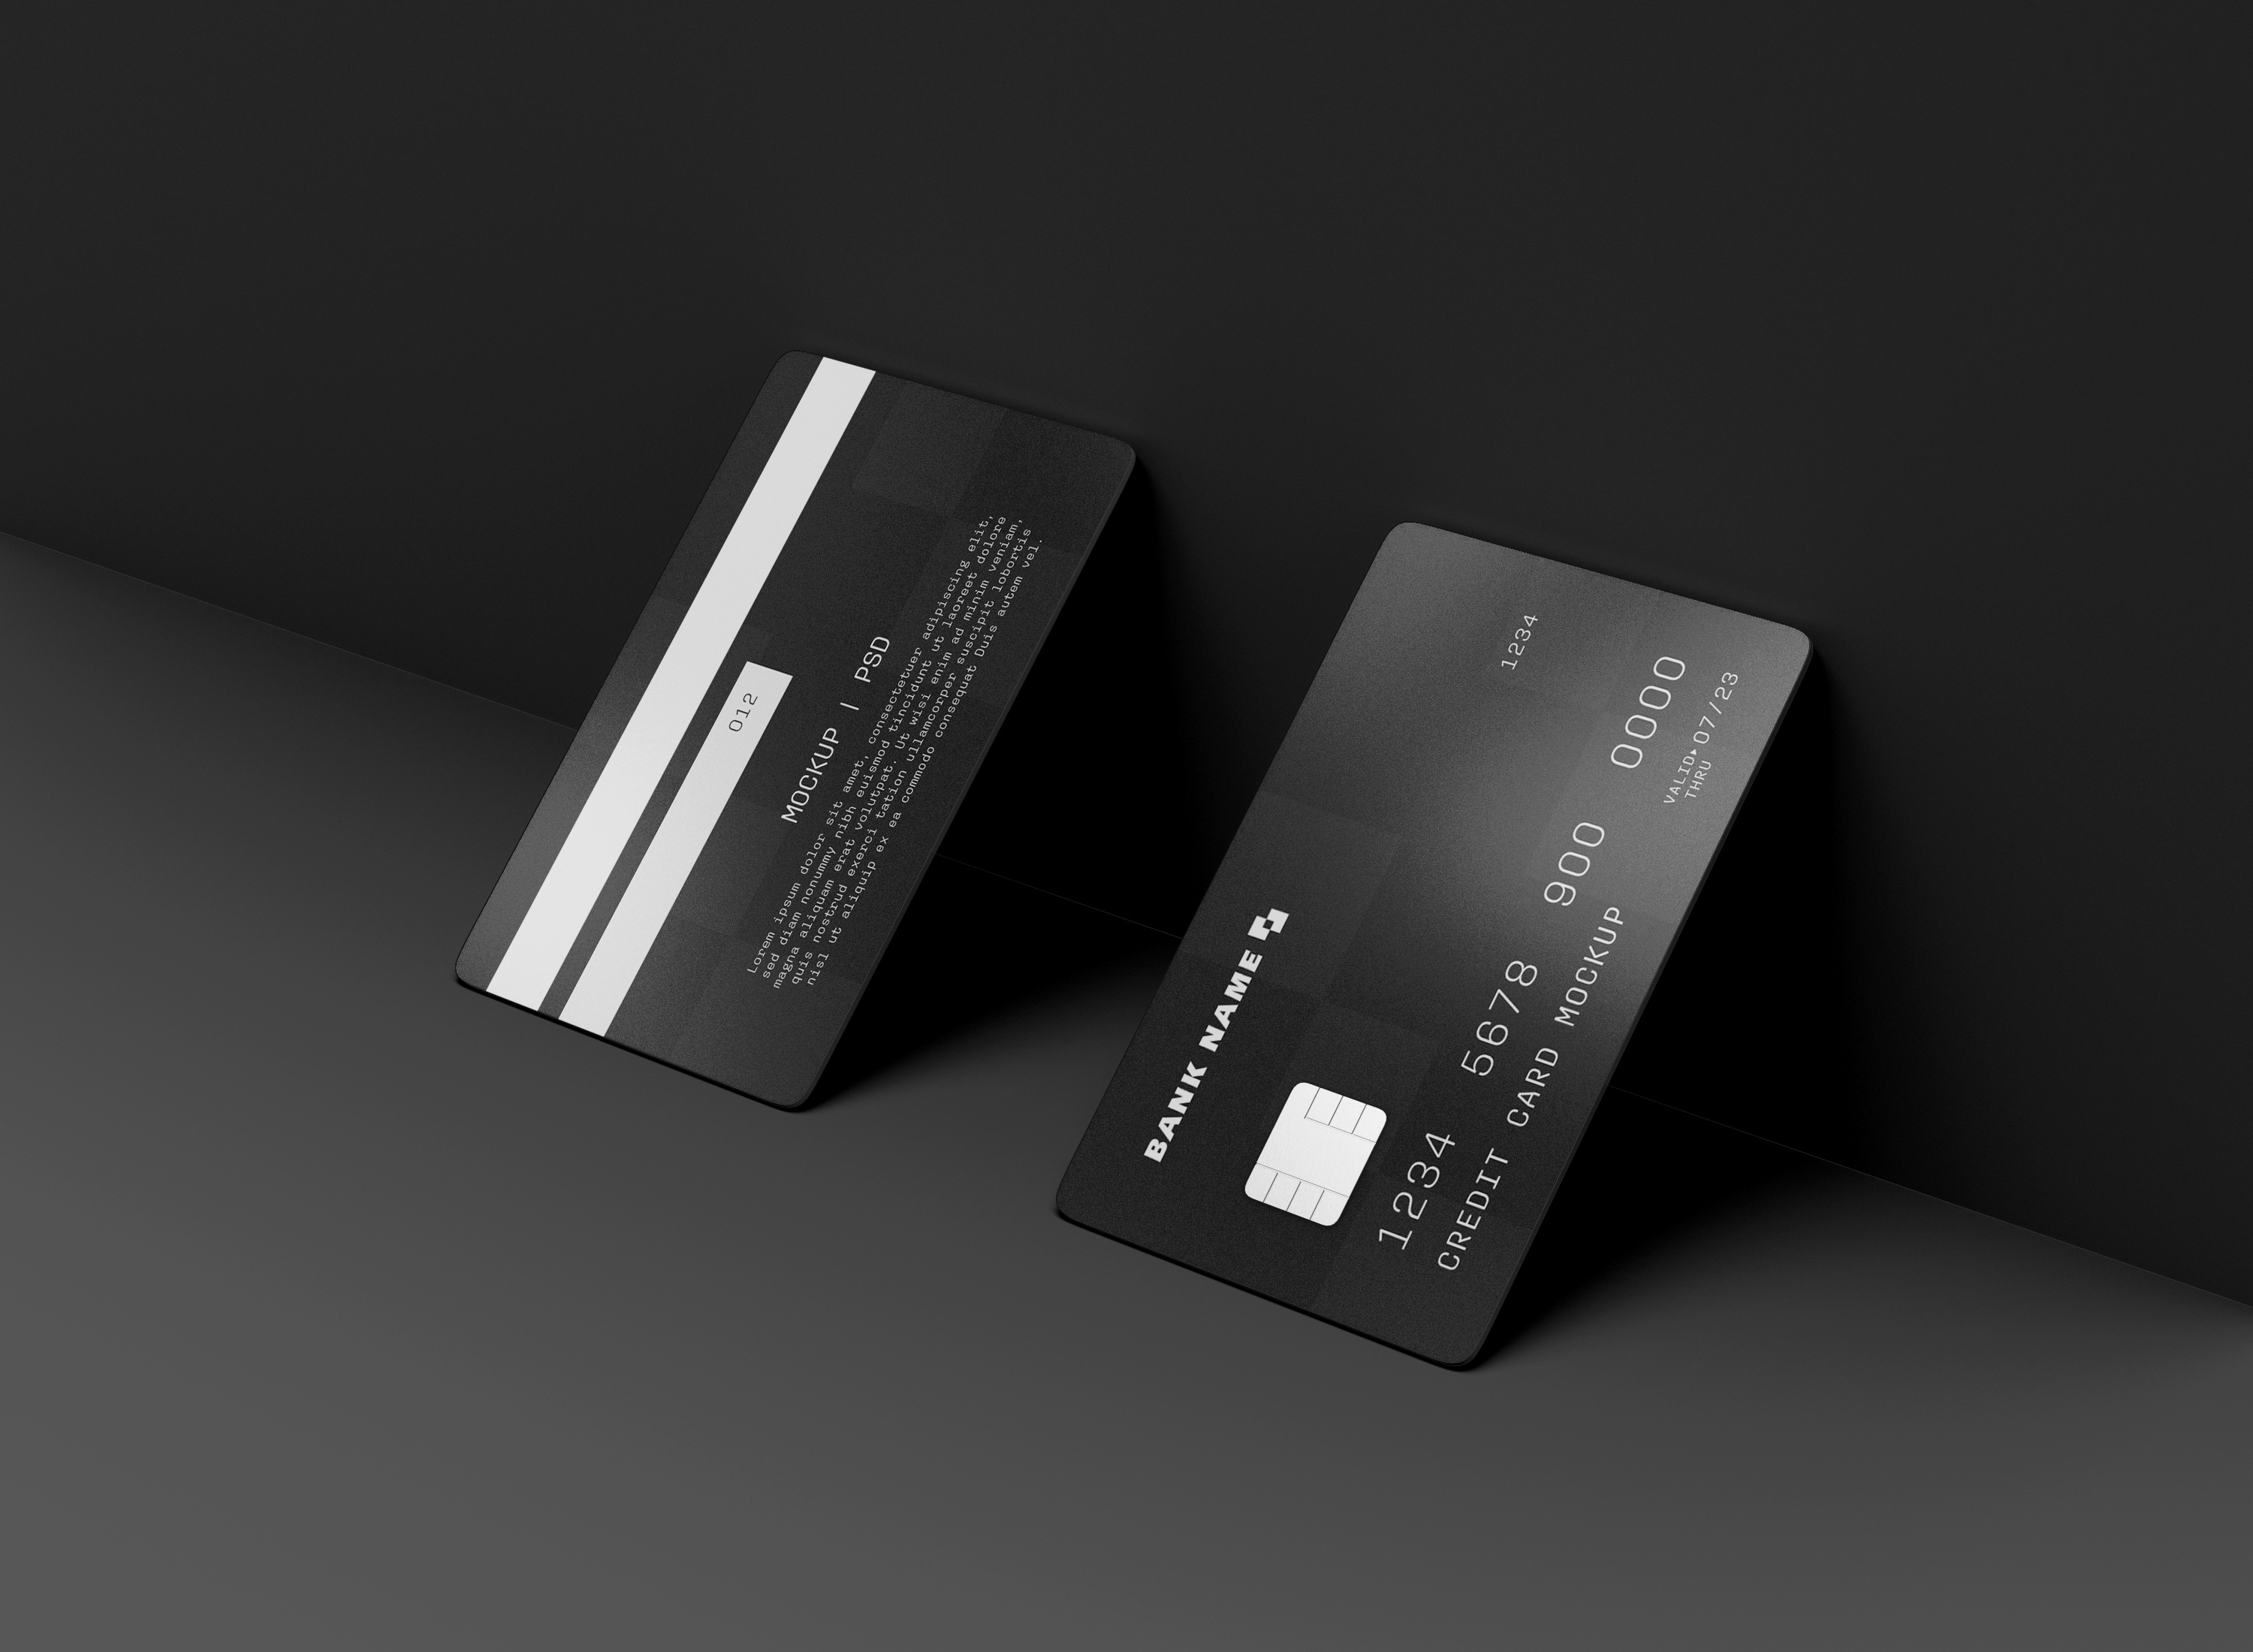 012
MOCKUP | PSD
Lorem ipsum dolor sit amet, consectetuer adipiscing elit,
sed diam nonummy nibh euismod tincidunt ut laoreet dolore
magna aliquam erat volutpat. Ut wisi enim ad minim veniam,
quis nostrud exerci tation ullamcorper suscipit lobortis
nisl ut aliquip ex ea commodo consequat Duis autem vel.
BANK NAME
1234
1234 5678 900 0000
CREDIT CARD MOCKUP
VALID▸ 07/23
THRU